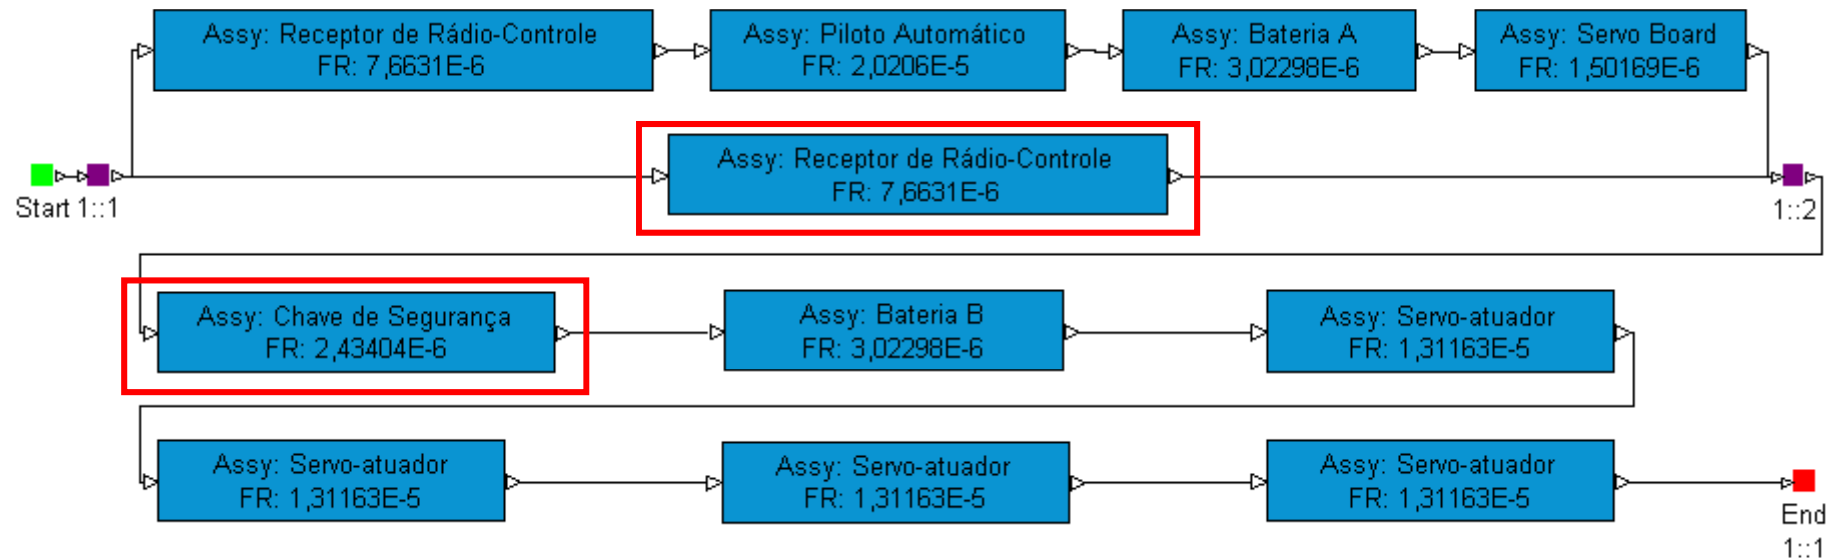 Assy: Receptor de Rádio-Controle
FR: 7,6631E-6
Assy: Piloto Automático
FR: 2,0206E-5
Assy: Bateria A
FR: 3,02298E-6
Assy: Servo Board
FR: 1,50169E-6
Assy: Receptor de Rádio-Controle
FR: 7,6631E-6
Start 1::1
1::2
Assy: Chave de Segurança
FR: 2,43404E-6
Assy: Bateria B
FR: 3,02298E-6
Assy: Servo-atuador
FR: 1,31163E-5
Assy: Servo-atuador
FR: 1,31163E-5
Assy: Servo-atuador
FR: 1,31163E-5
Assy: Servo-atuador
FR: 1,31163E-5
End
1::1